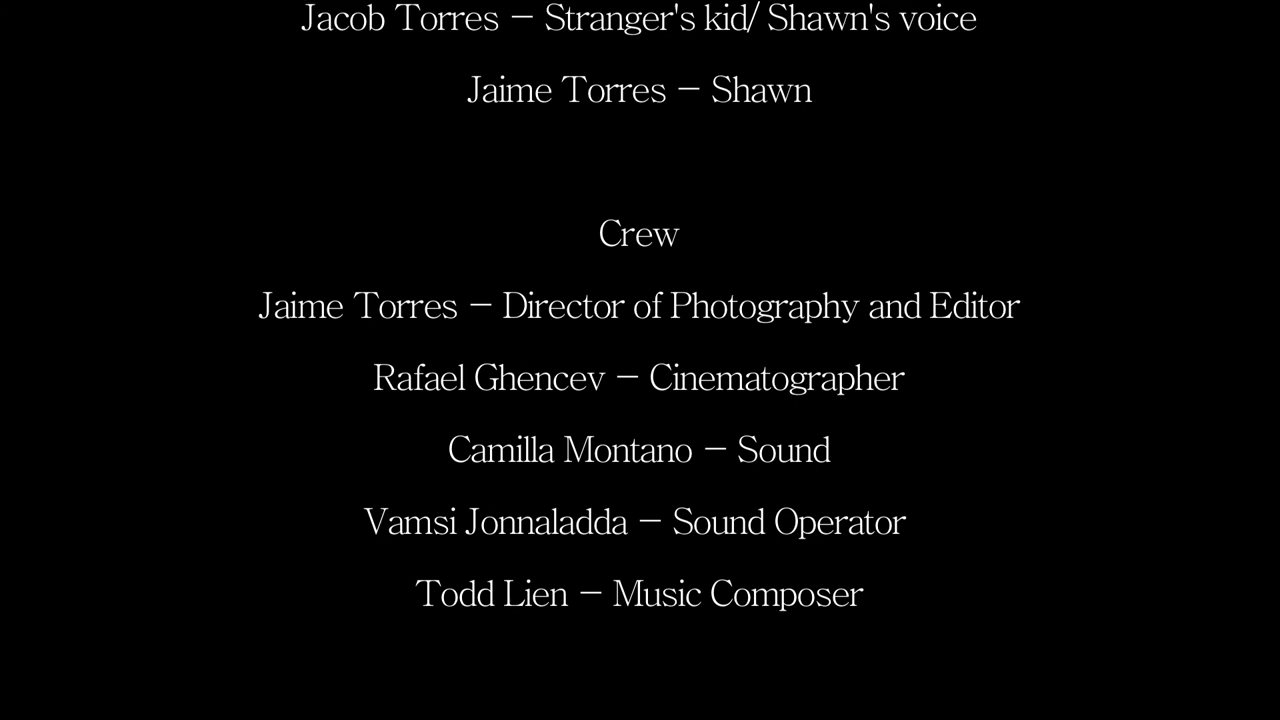 Jacob Torres – Stranger's kid/ Shawn's voice
Jaime Torres – Shawn
Crew
Jaime Torres – Director of Photography and Editor
Rafael Ghencev – Cinematographer
Camilla Montano – Sound
Vamsi Jonnaladda – Sound Operator
Todd Lien – Music Composer